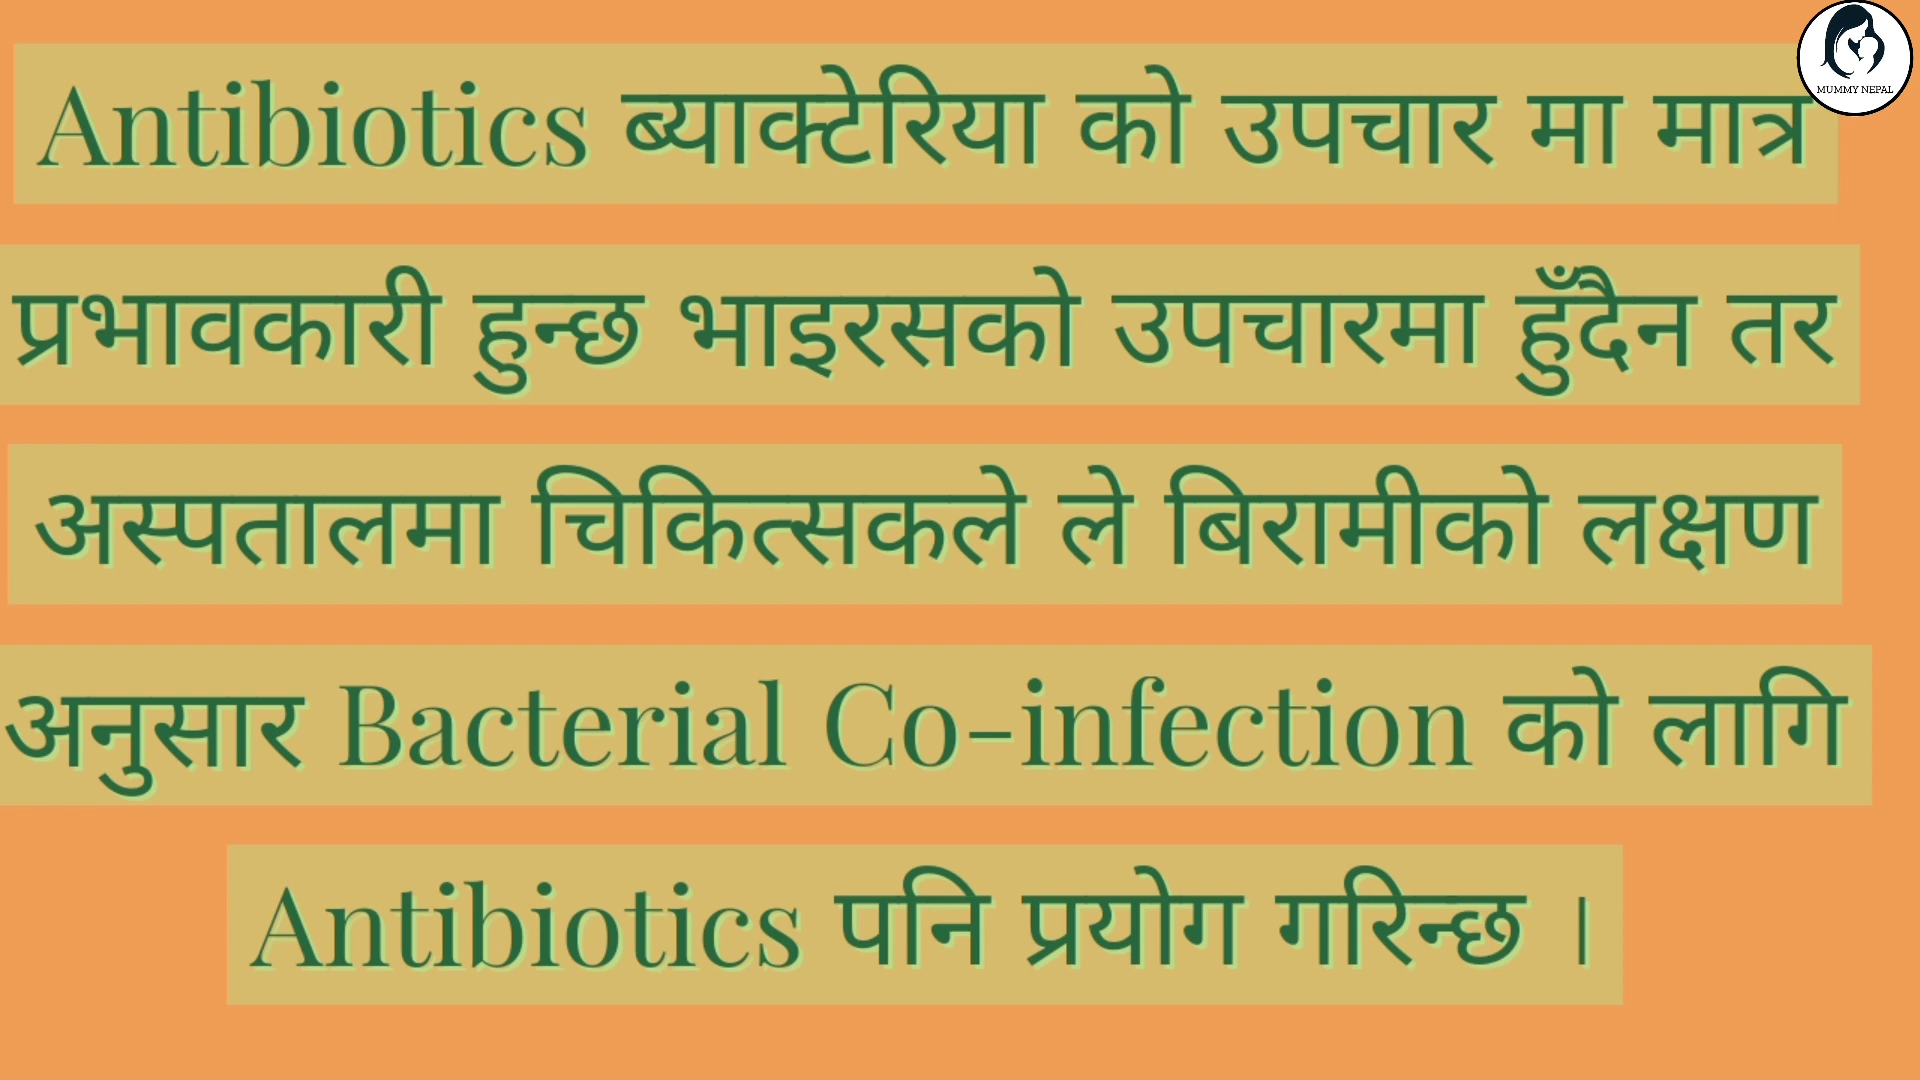 MUMMY NEPAL
Antibiotics ब्याक्टेरिया को उपचार मा मात्र
प्रभावकारी हुन्छ भाइरसको उपचारमा हुँदैन तर
अस्पतालमा चिकित्सकले ले बिरामीको लक्षण
अनुसार Bacterial Co-infection को लागि
Antibiotics पनि प्रयोग गरिन्छ ।